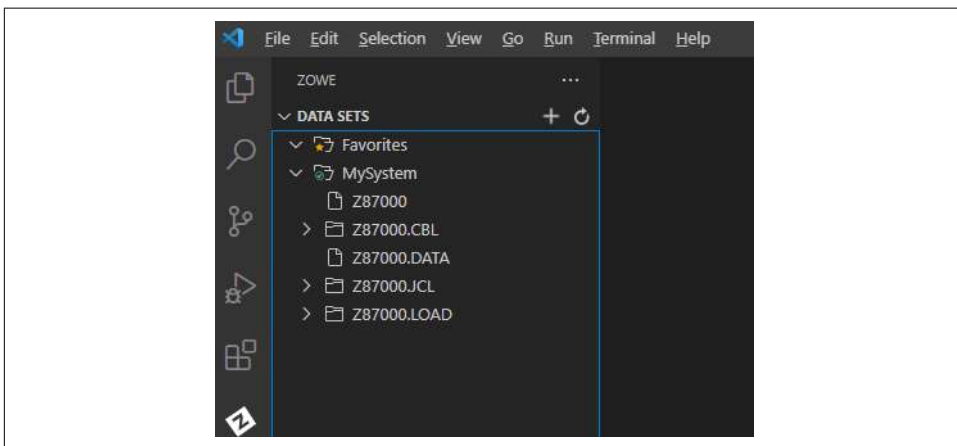 File Edit Selection View Go Run Terminal Help
ZOWE ...
DATA SETS
Favorites
MySystem
Z87000
Z87000.CBL
Z87000.DATA
Z87000.JCL
Z87000.LOAD
Z